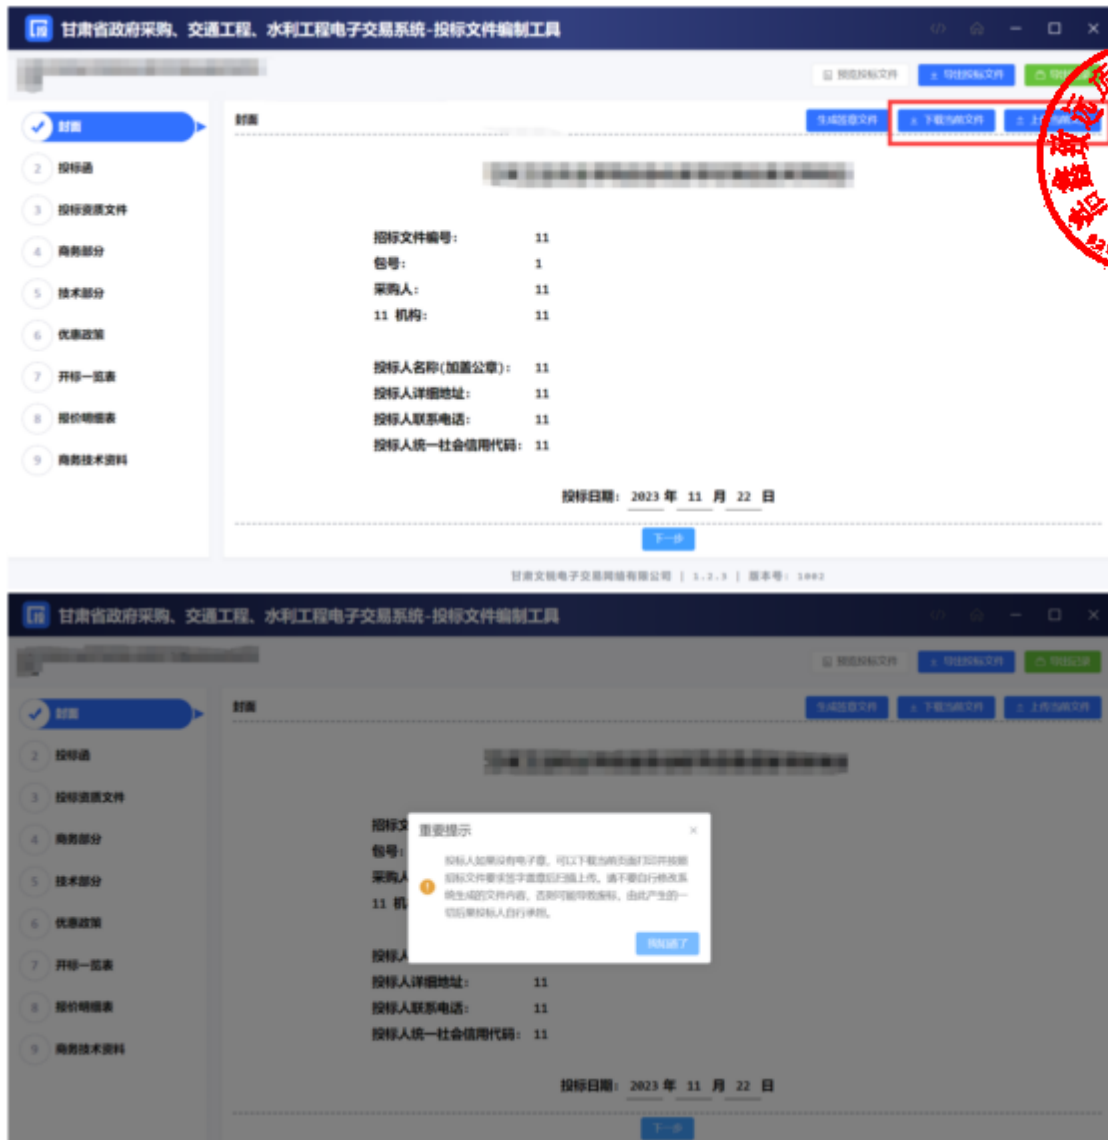 甘肃省政府采购、交通工程、水利工程电子交易系统-投标文件编制工具
预览投标文件 导出投标文件
封面
封面 生成签章文件 下载当前文件
2 投标函
3 投标资质文件
招标文件编号： 11
4 商务部分
包号： 1
5 技术部分
采购人： 11
11 机构： 11
6 优惠政策
投标人名称(加盖公章)： 11
7 开标一览表
投标人详细地址： 11
8 报价明细表
投标人联系电话： 11
投标人统一社会信用代码： 11
9 商务技术资料
投标日期： 2023 年 11 月 22 日
下一步
甘肃文锐电子交易网络有限公司 | 1.2.3 | 版本号： 1002
甘肃省政府采购、交通工程、水利工程电子交易系统-投标文件编制工具
预览投标文件 导出投标文件 导出记录
封面
封面 生成签章文件 下载当前文件 上传当前文件
2 投标函
3 投标资质文件
4 商务部分
5 技术部分
6 优惠政策
7 开标一览表
8 报价明细表
9 商务技术资料
招标文
包号：
采购人
11 机
重要提示
投标人如果没有电子章，可以下载当前页面打印并按照
招标文件要求签字盖章后扫描上传，请不要自行修改系
统生成的文件内容，否则可能导致废标，由此产生的一
切后果投标人自行承担。
我知道了
投标人
投标人详细地址： 11
投标人联系电话： 11
投标人统一社会信用代码： 11
投标日期： 2023 年 11 月 22 日
下一步